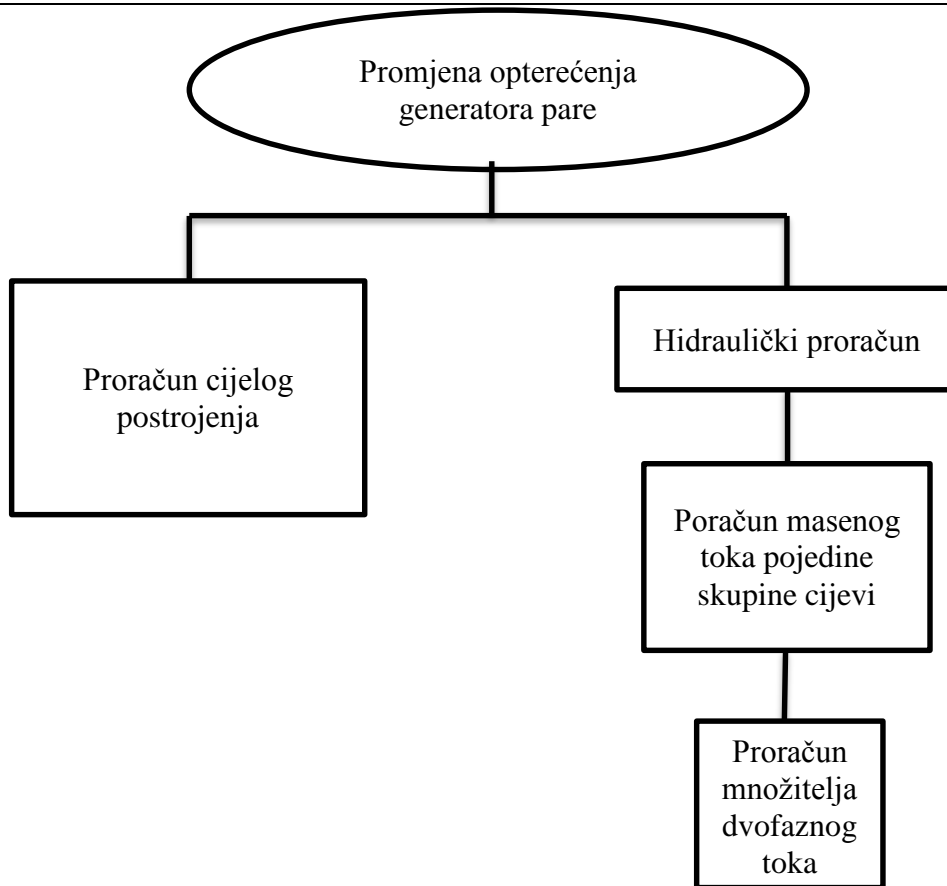 Promjena opterećenja
generatora pare
Proračun cijelog
postrojenja
Hidraulički proračun
Poračun masenog
toka pojedine
skupine cijevi
Proračun
množitelja
dvofaznog
toka